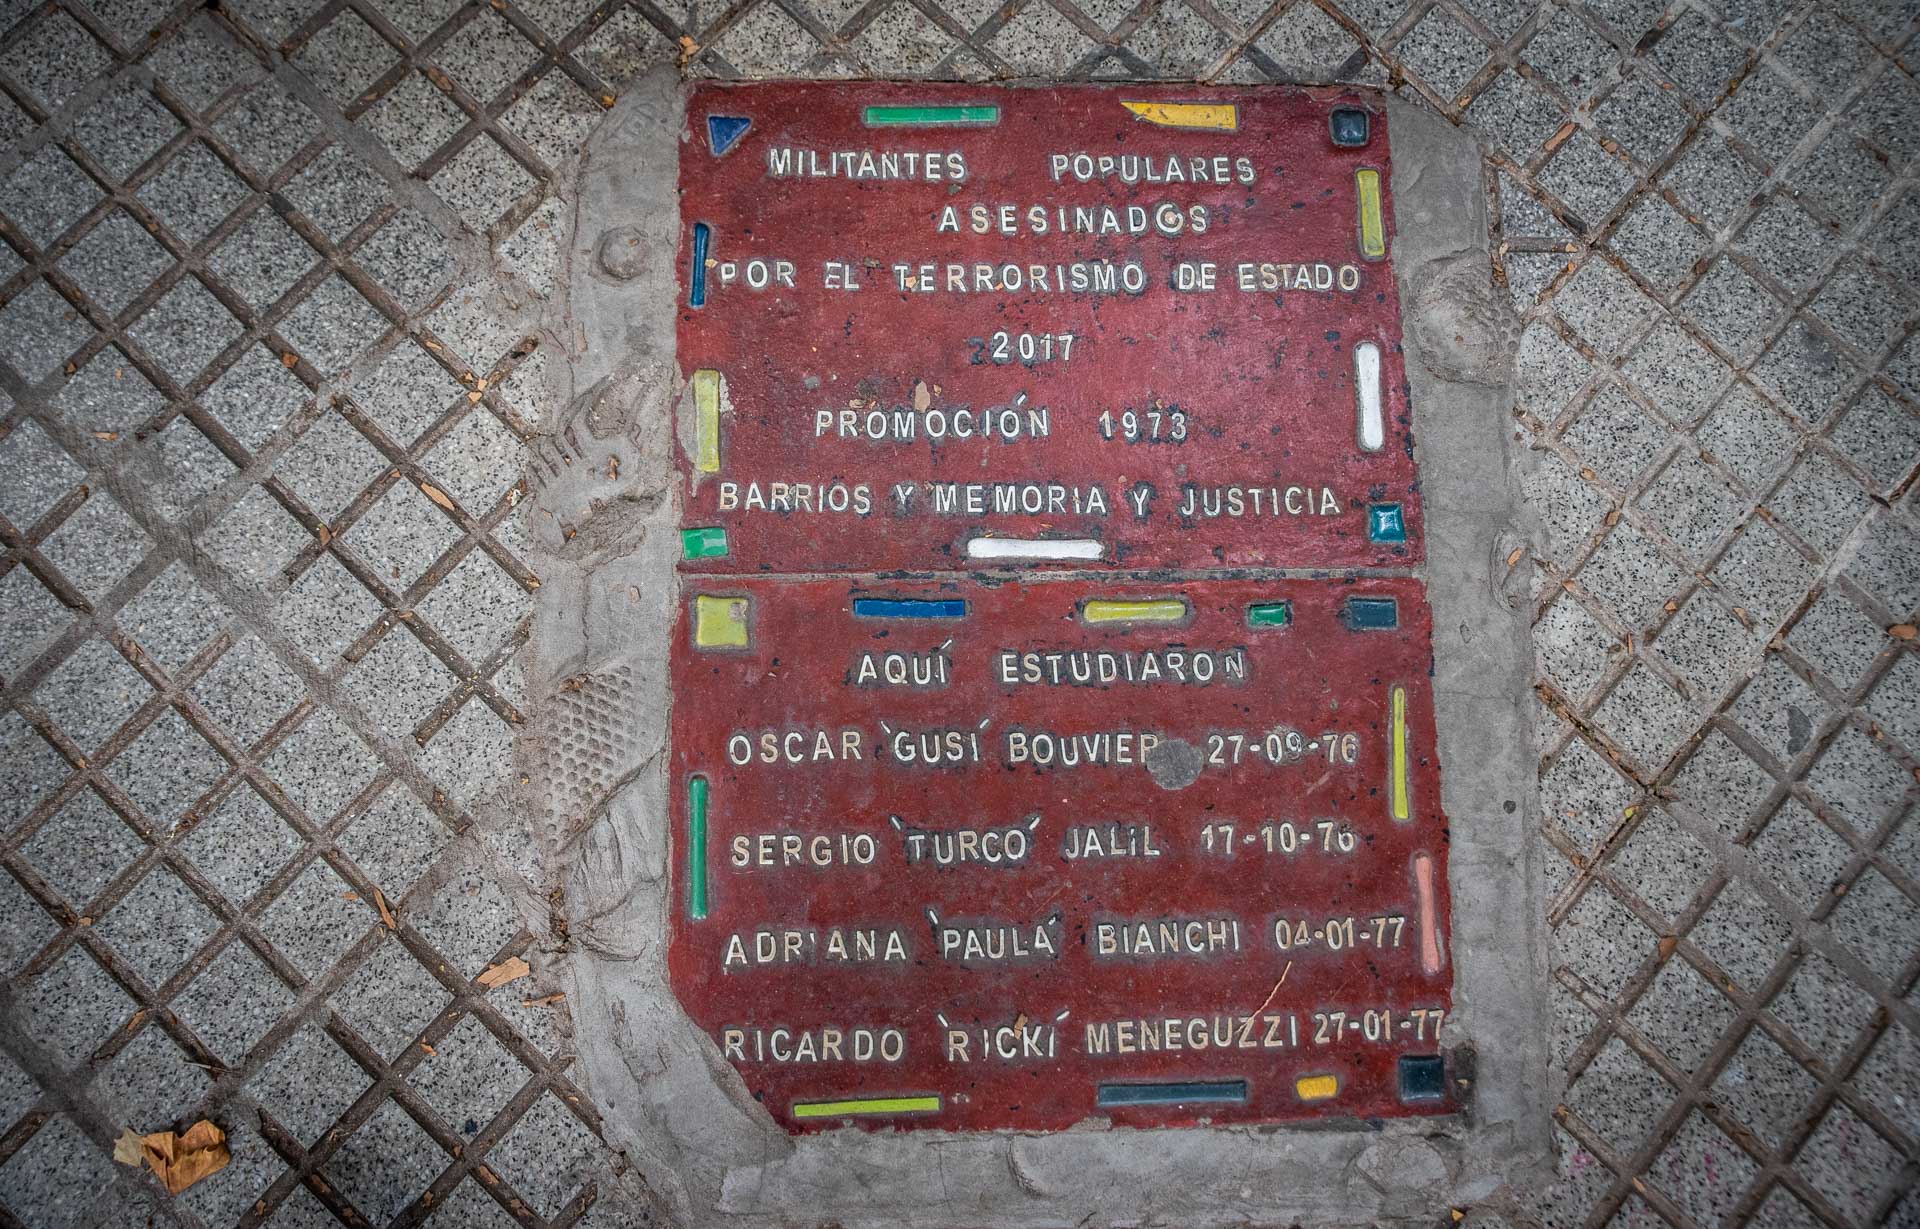 MILITANTES POPULARES
ASESINADOS
POR EL TERRORISMO DE ESTADO
2017
PROMOCIÓN 1973
BARRIOS Y MEMORIA Y JUSTICIA
AQUÍ ESTUDIARON
OSCAR `GUSI´ BOUVIER 27-09-76
SERGIO `TURCO´ JALiL 17-10-76
ADRIANA `PAULA´ BIANCHI 04-01-77
RICARDO `RICKI´ MENEGUZZI 27-01-77